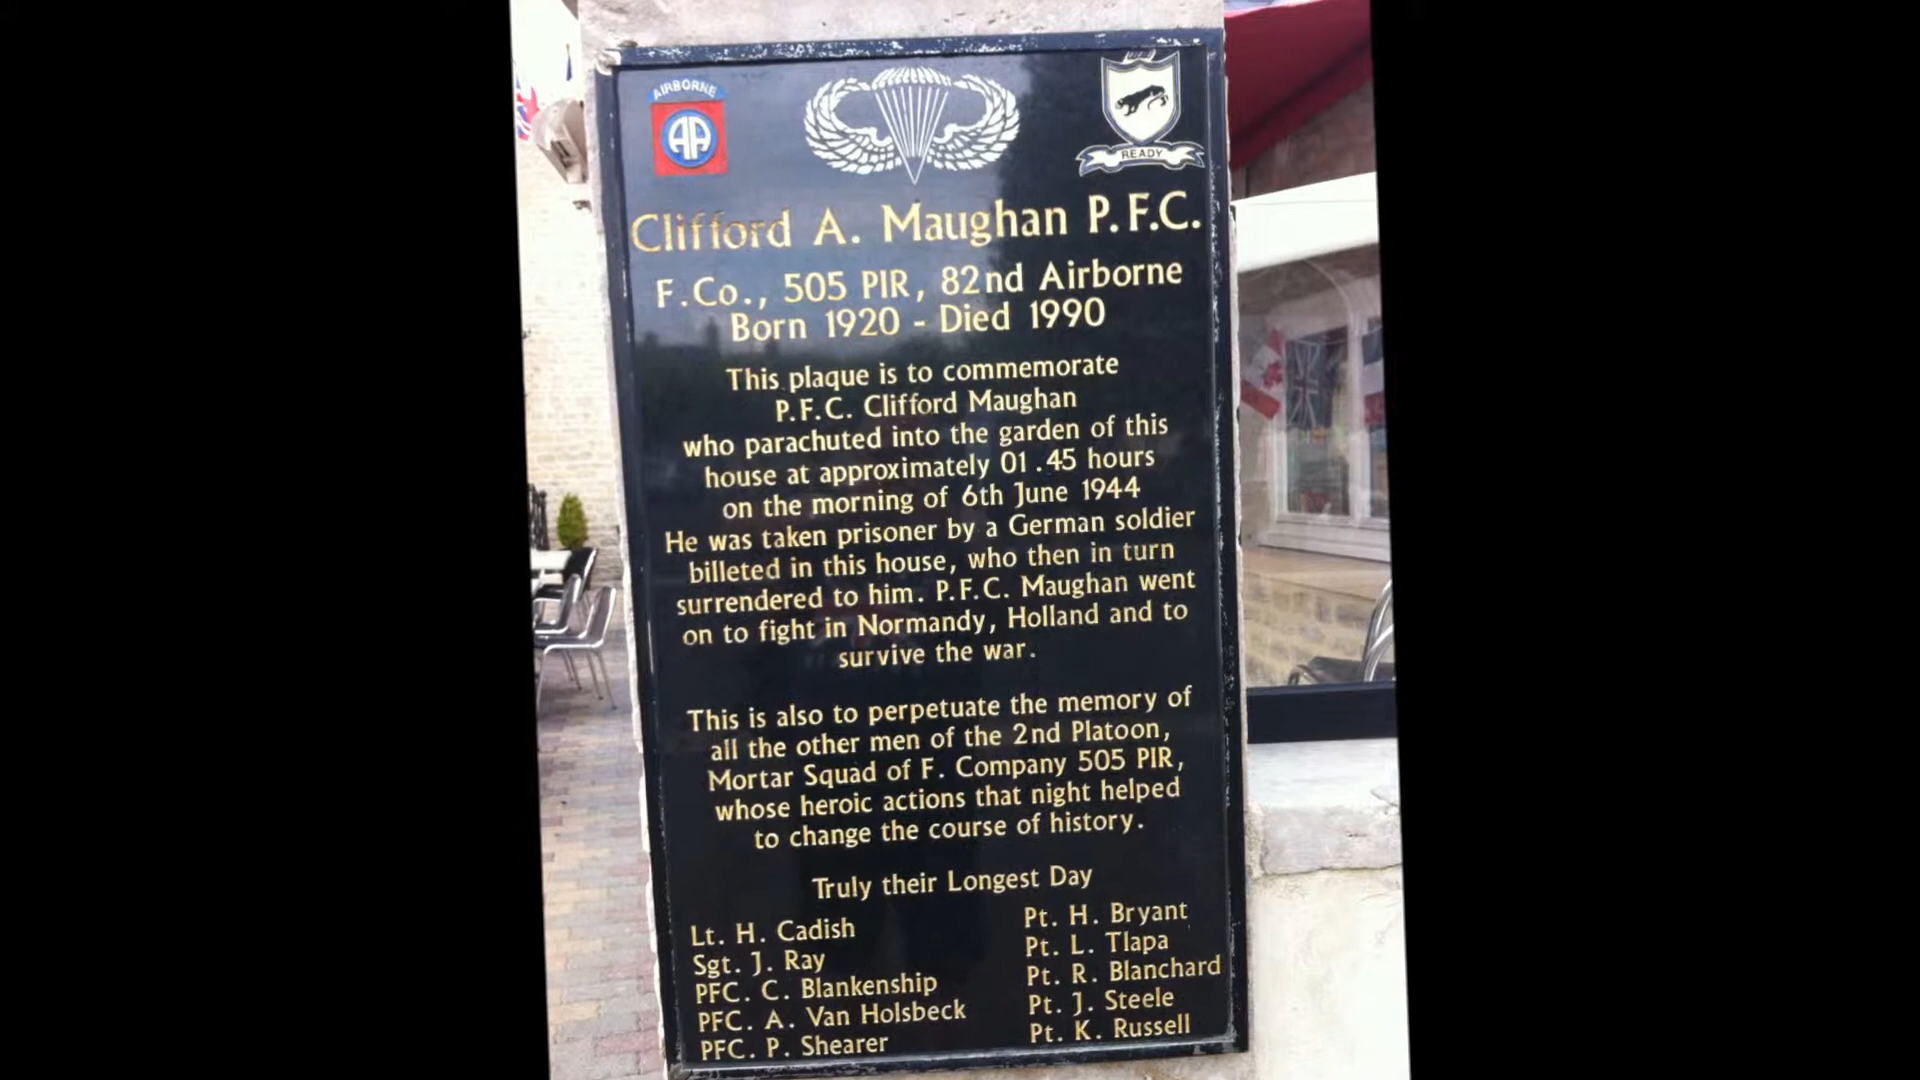 AIRBORNE
AA
READY
Clifford A. Maughan P.F.C.
F.Co., 505 PIR, 82nd Airborne
Born 1920 - Died 1990
This plaque is to commemorate
P.F.C. Clifford Maughan
who parachuted into the garden of this
house at approximately 01.45 hours
on the morning of 6th June 1944
He was taken prisoner by a German soldier
billeted in this house, who then in turn
surrendered to him. P.F.C. Maughan went
on to fight in Normandy, Holland and to
survive the war.
This is also to perpetuate the memory of
all the other men of the 2nd Platoon,
Mortar Squad of F. Company 505 PIR,
whose heroic actions that night helped
to change the course of history.
Truly their Longest Day
Lt. H. Cadish
Sgt. J. Ray
PFC. C. Blankenship
PFC. A. Van Holsbeck
PFC. P. Shearer
Pt. H. Bryant
Pt. L. Tlapa
Pt. R. Blanchard
Pt. J. Steele
Pt. K. Russell